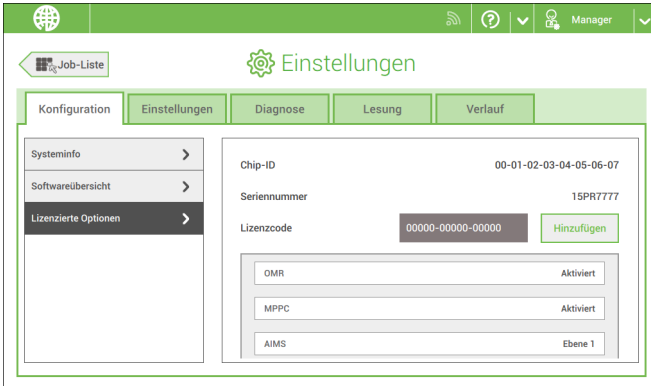 Manager
Job-Liste
Einstellungen
Konfiguration
Einstellungen
Diagnose
Lesung
Verlauf
Systeminfo
Softwareübersicht
Lizenzierte Optionen
Chip-ID 00-01-02-03-04-05-06-07
Seriennummer 15PR7777
Lizenzcode 00000-00000-00000 Hinzufügen
OMR Aktiviert
MPPC Aktiviert
AIMS Ebene 1